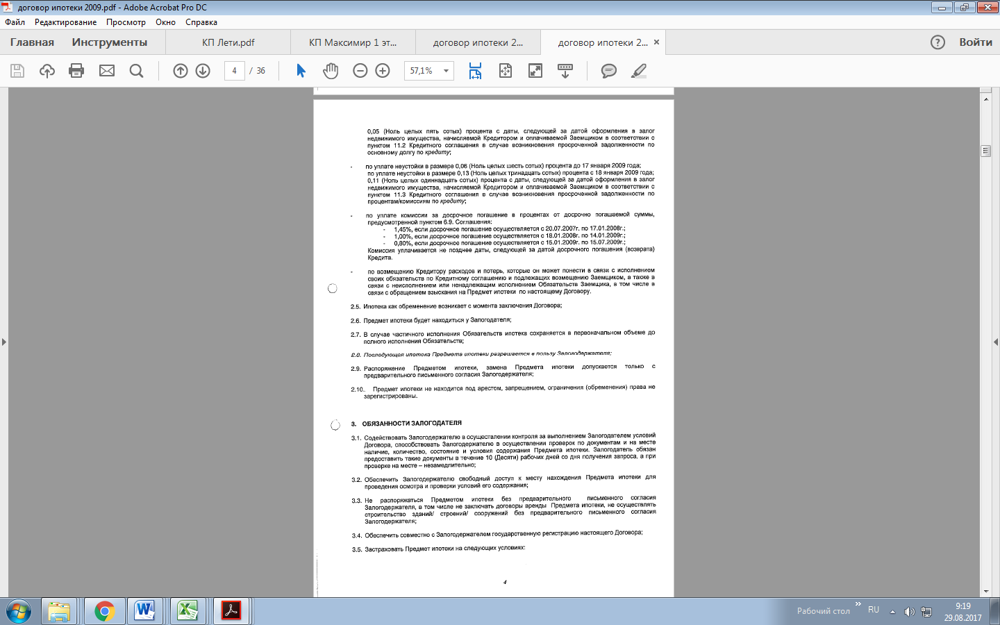 договор ипотеки 2009.pdf - Adobe Acrobat Pro DC
Файл Редактирование Просмотр Окно Справка
Главная Инструменты КП Лети.pdf КП Максимир 1 эт... договор ипотеки 2... договор ипотеки 2... × ? Войти
4 / 36 57,1%
0,05 (Ноль целых пять сотых) процента с даты, следующей за датой оформления в залог
недвижимого имущества, начисляемой Кредитором и оплачиваемой Заемщиком в соответствии с
пунктом 11.2 Кредитного соглашения в случае возникновения просроченной задолженности по
основному долгу по кредиту;
- по уплате неустойки в размере 0,06 (Ноль целых шесть сотых) процента до 17 января 2009 года;
по уплате неустойки в размере 0,13 (Ноль целых тринадцать сотых) процента с 18 января 2009 года;
0,11 (Ноль целых одиннадцать сотых) процента с даты, следующей за датой оформления в залог
недвижимого имущества, начисляемой Кредитором и оплачиваемой Заемщиком в соответствии с
пунктом 11.3 Кредитного соглашения в случае возникновения просроченной задолженности по
процентам/комиссиям по кредиту;
- по уплате комиссии за досрочное погашение в процентах от досрочно погашаемой суммы,
предусмотренной пунктом 6.9. Соглашения:
- 1,45%, если досрочное погашение осуществляется с 20.07.2007г. по 17.01.2008г.;
- 1,00%, если досрочное погашение осуществляется с 18.01.2008г. по 14.01.2009г.;
- 0,80%, если досрочное погашение осуществляется с 15.01.2009г. по 15.07.2009г.;
Комиссия уплачивается не позднее даты, следующей за датой досрочного погашения (возврата)
Кредита.
- по возмещению Кредитору расходов и потерь, которые он может понести в связи с исполнением
своих обязательств по Кредитному соглашению и подлежащих возмещению Заемщиком, а также в
связи с неисполнением или ненадлежащим исполнением Обязательств Заемщика, в том числе в
связи с обращением взыскания на Предмет ипотеки по настоящему Договору.
2.5. Ипотека как обременение возникает с момента заключения Договора;
2.6. Предмет ипотеки будет находиться у Залогодателя;
2.7. В случае частичного исполнения Обязательств ипотека сохраняется в первоначальном объеме до
полного исполнения Обязательств;
2.8. Последующая ипотека Предмета ипотеки разрешается в пользу Залогодержателя;
2.9. Распоряжение Предметом ипотеки, замена Предмета ипотеки допускается только с
предварительного письменного согласия Залогодержателя;
2.10.. Предмет ипотеки не находится под арестом, запрещением, ограничения (обременения) права не
зарегистрированы.
3. ОБЯЗАННОСТИ ЗАЛОГОДАТЕЛЯ
3.1. Содействовать Залогодержателю в осуществлении контроля за выполнением Залогодателем условий
Договора, способствовать Залогодержателю в осуществлении проверок по документам и на месте
наличие, количество, состояние и условия содержания Предмета ипотеки. Залогодатель обязан
предоставить такие документы в течение 10 (Десяти) рабочих дней со дня получения запроса, а при
проверке на месте – незамедлительно;
3.2. Обеспечить Залогодержателю свободный доступ к месту нахождения Предмета ипотеки для
проведения осмотра и проверки условий его содержания;
3.3. Не распоряжаться Предметом ипотеки без предварительного письменного согласия
Залогодержателя, в том числе не заключать договоры аренды Предмета ипотеки, не осуществлять
строительство зданий/ строений/ сооружений без предварительного письменного согласия
Залогодержателя;
3.4. Обеспечить совместно с Залогодержателем государственную регистрацию настоящего Договора;
3.5. Застраховать Предмет ипотеки на следующих условиях:
4
Рабочий стол » RU 9:19
29.08.2017